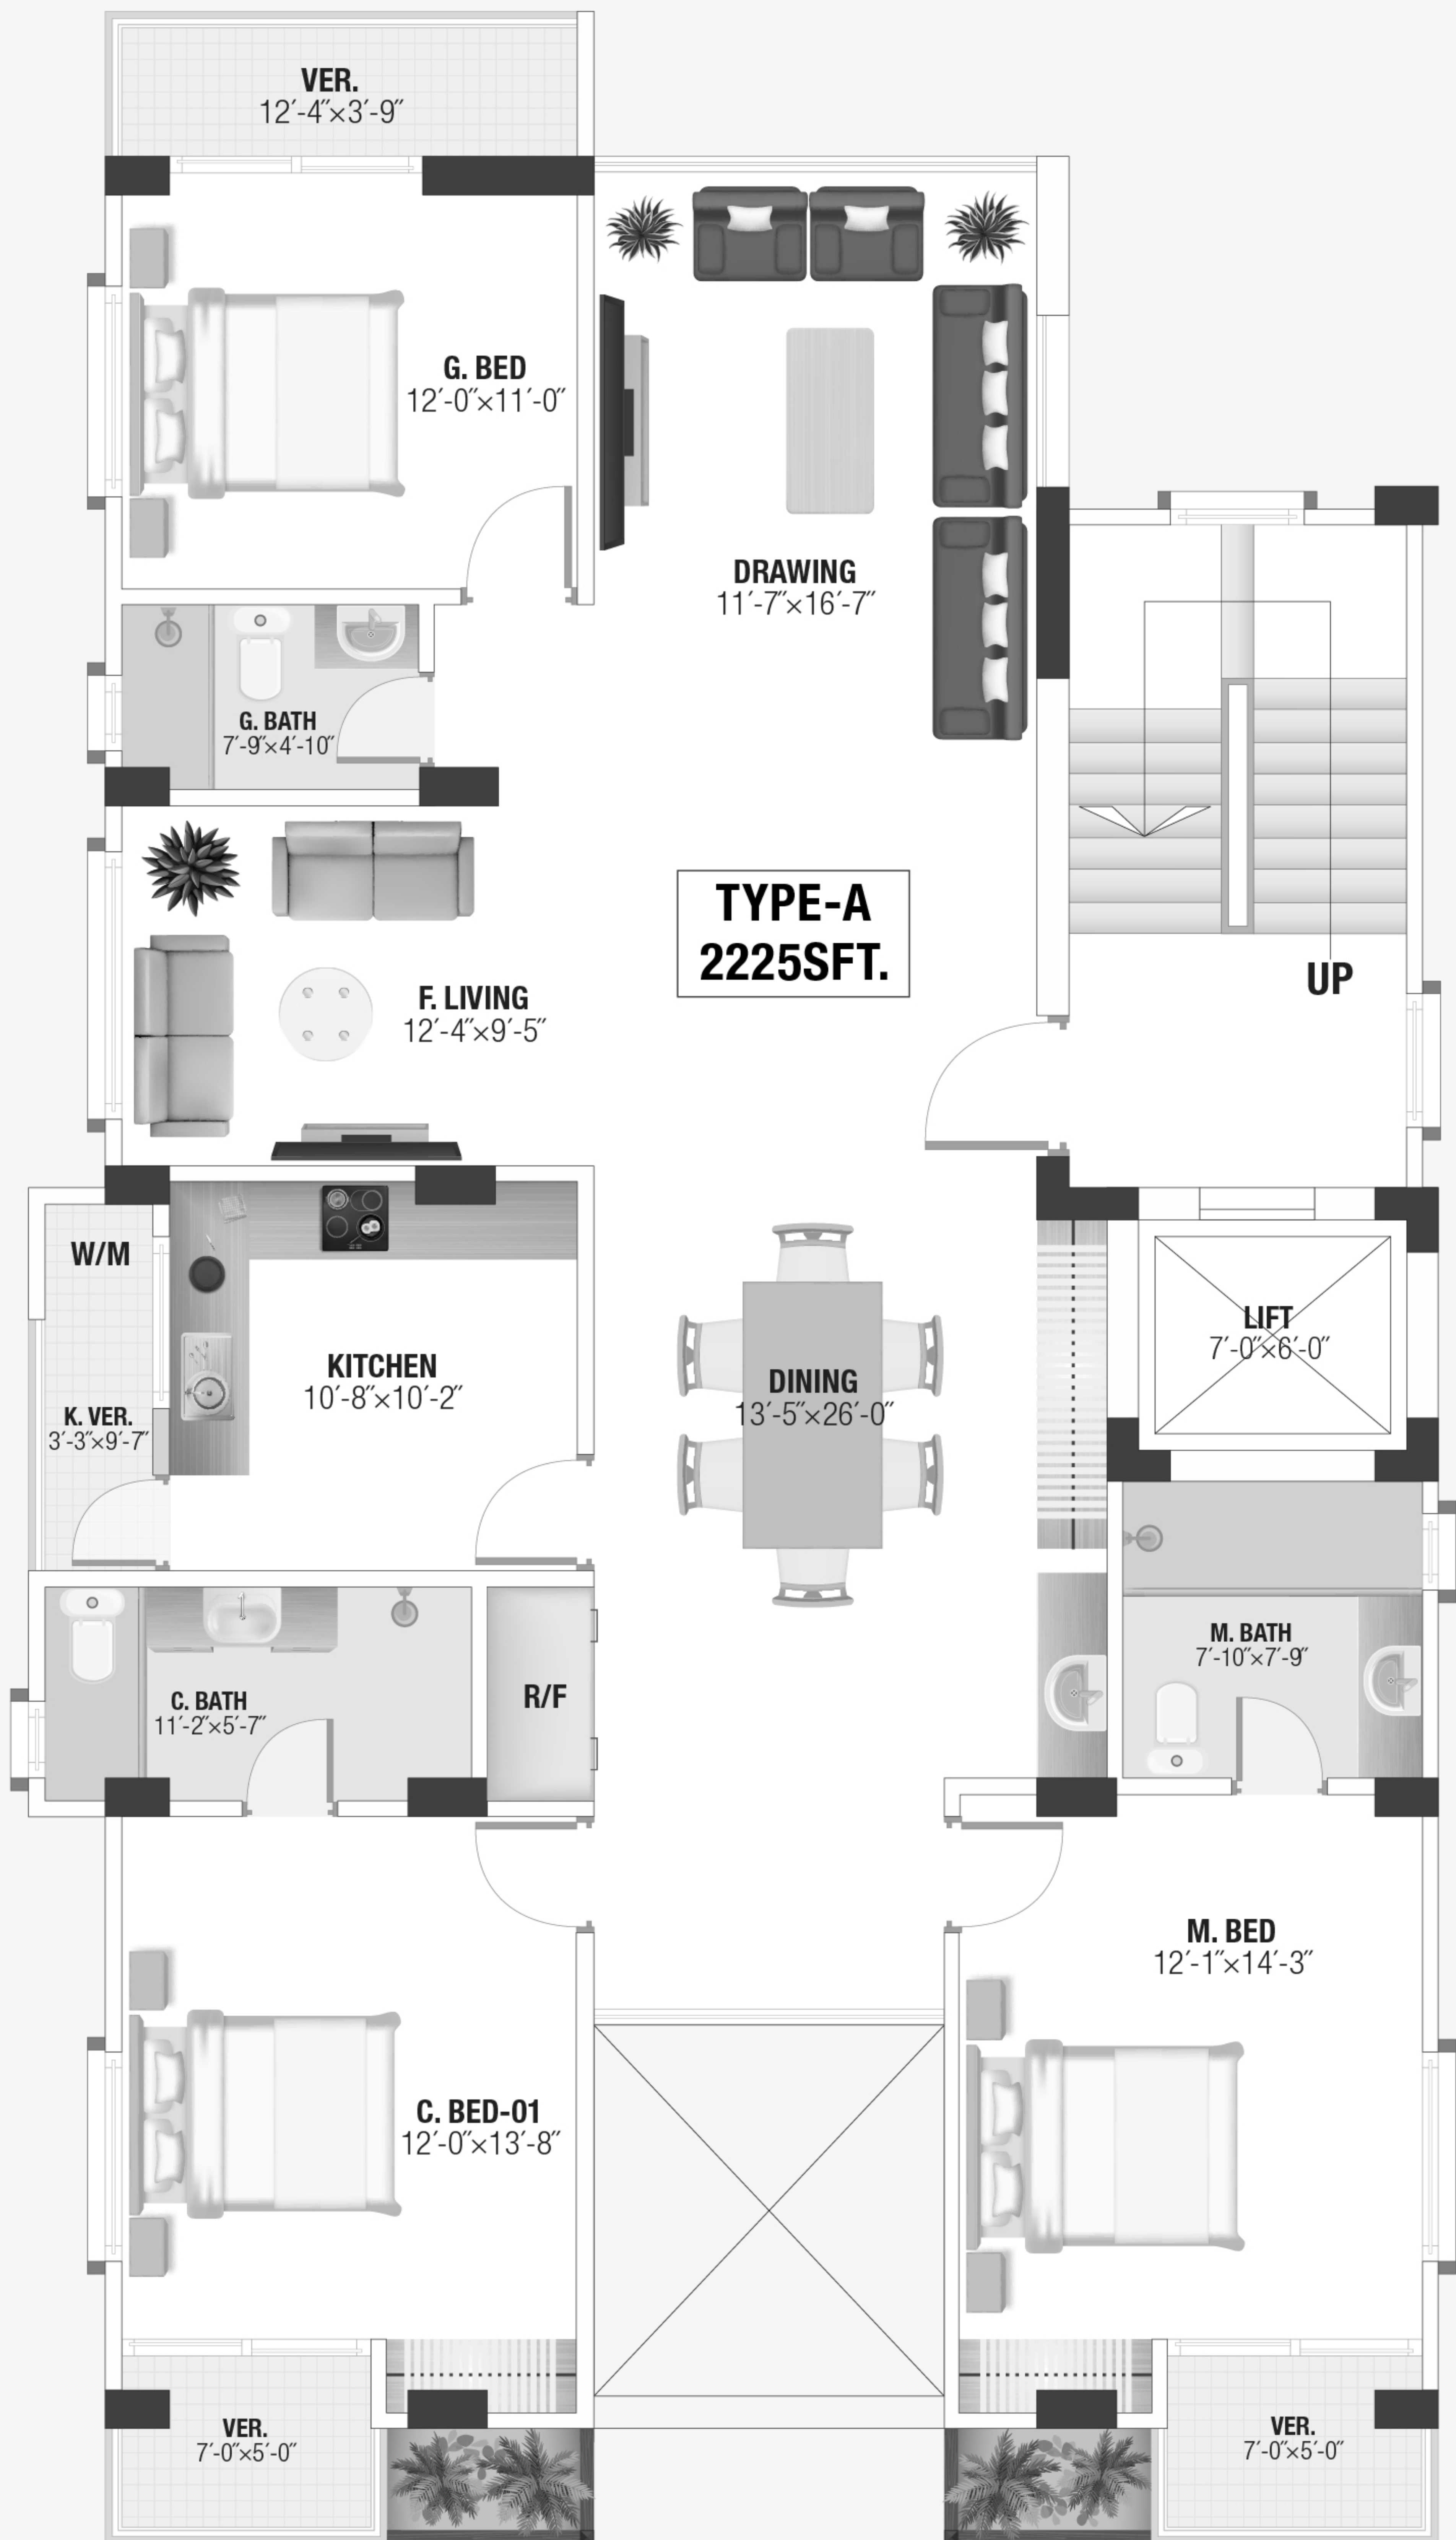 VER.
12′-4″×3′-9″
G. BED
12′-0″×11′-0″
DRAWING
11′-7″×16′-7″
G. BATH
7′-9″×4′-10″
TYPE-A
2225SFT.
UP
F. LIVING
12′-4″×9′-5″
W/M
LIFT
7′-0″×6′-0″
KITCHEN
10′-8″×10′-2″
DINING
13′-5″×26′-0″
K. VER.
3′-3″×9′-7″
M. BATH
7′-10″×7′-9″
R/F
C. BATH
11′-2″×5′-7″
M. BED
12′-1″×14′-3″
C. BED-01
12′-0″×13′-8″
VER.
7′-0″×5′-0″
VER.
7′-0″×5′-0″